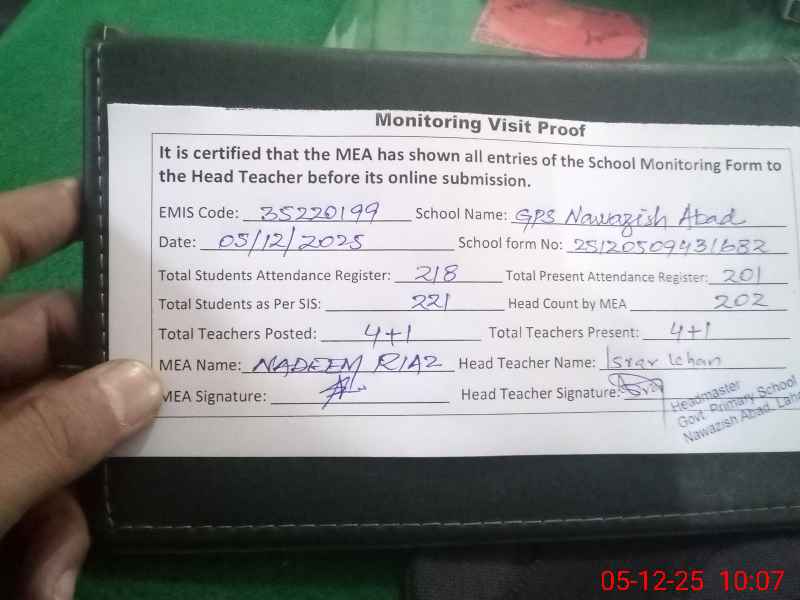 Monitoring Visit Proof
It is certified that the MEA has shown all entries of the School Monitoring Form to
the Head Teacher before its online submission.
EMIS Code: 35220199 School Name: GPS Nawazish Abad
Date: 05/12/2025 School form No: 25120509431682
Total Students Attendance Register: 218 Total Present Attendance Register: 201
Total Students as Per SIS: 221 Head Count by MEA 202
Total Teachers Posted: 4+1 Total Teachers Present: 4+1
MEA Name: NADEEM RIAZ Head Teacher Name: Israr Khan
MEA Signature: Head Teacher Signature:
Headmaster
Govt. Primary School
Nawazish Abad, Laho
05-12-25 10:07